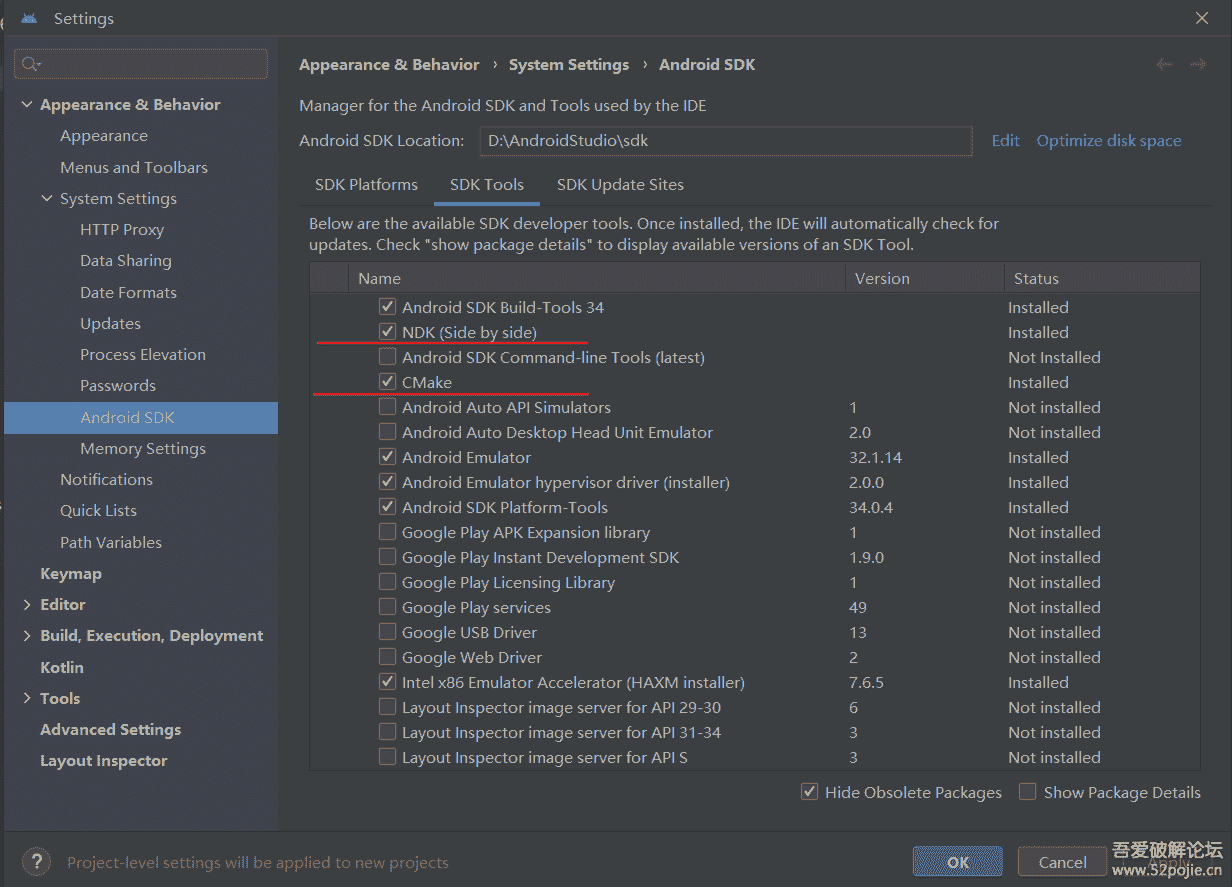 Settings
Appearance & Behavior › System Settings › Android SDK
Manager for the Android SDK and Tools used by the IDE
Android SDK Location: D:\AndroidStudio\sdk Edit Optimize disk space
SDK Platforms SDK Tools SDK Update Sites
Below are the available SDK developer tools. Once installed, the IDE will automatically check for
updates. Check "show package details" to display available versions of an SDK Tool.
Name Version Status
Android SDK Build-Tools 34 Installed
NDK (Side by side) Installed
Android SDK Command-line Tools (latest) Not Installed
CMake Installed
Android Auto API Simulators 1 Not installed
Android Auto Desktop Head Unit Emulator 2.0 Not installed
Android Emulator 32.1.14 Installed
Android Emulator hypervisor driver (installer) 2.0.0 Installed
Android SDK Platform-Tools 34.0.4 Installed
Google Play APK Expansion library 1 Not installed
Google Play Instant Development SDK 1.9.0 Not installed
Google Play Licensing Library 1 Not installed
Google Play services 49 Not installed
Google USB Driver 13 Not installed
Google Web Driver 2 Not installed
Intel x86 Emulator Accelerator (HAXM installer) 7.6.5 Installed
Layout Inspector image server for API 29-30 6 Not installed
Layout Inspector image server for API 31-34 3 Not installed
Layout Inspector image server for API S 3 Not installed
Hide Obsolete Packages Show Package Details
Appearance & Behavior
Appearance
Menus and Toolbars
System Settings
HTTP Proxy
Data Sharing
Date Formats
Updates
Process Elevation
Passwords
Android SDK
Memory Settings
Notifications
Quick Lists
Path Variables
Keymap
Editor
Build, Execution, Deployment
Kotlin
Tools
Advanced Settings
Layout Inspector
? Project-level settings will be applied to new projects
OK Cancel Apply
吾爱破解论坛
www.52pojie.cn